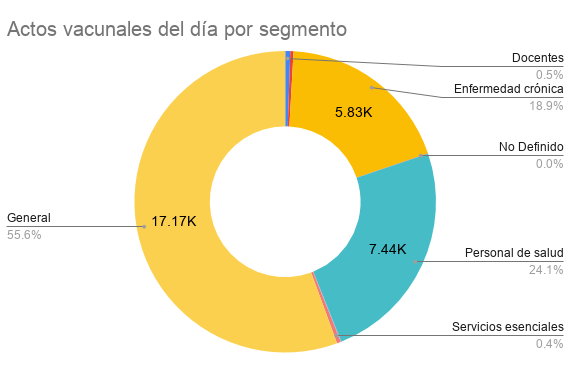 Actos vacunales del día por segmento
Docentes
0.5%
Enfermedad crónica
18.9%
5.83K
No Definido
0.0%
General
55.6%
17.17K
Personal de salud
24.1%
7.44K
Servicios esenciales
0.4%